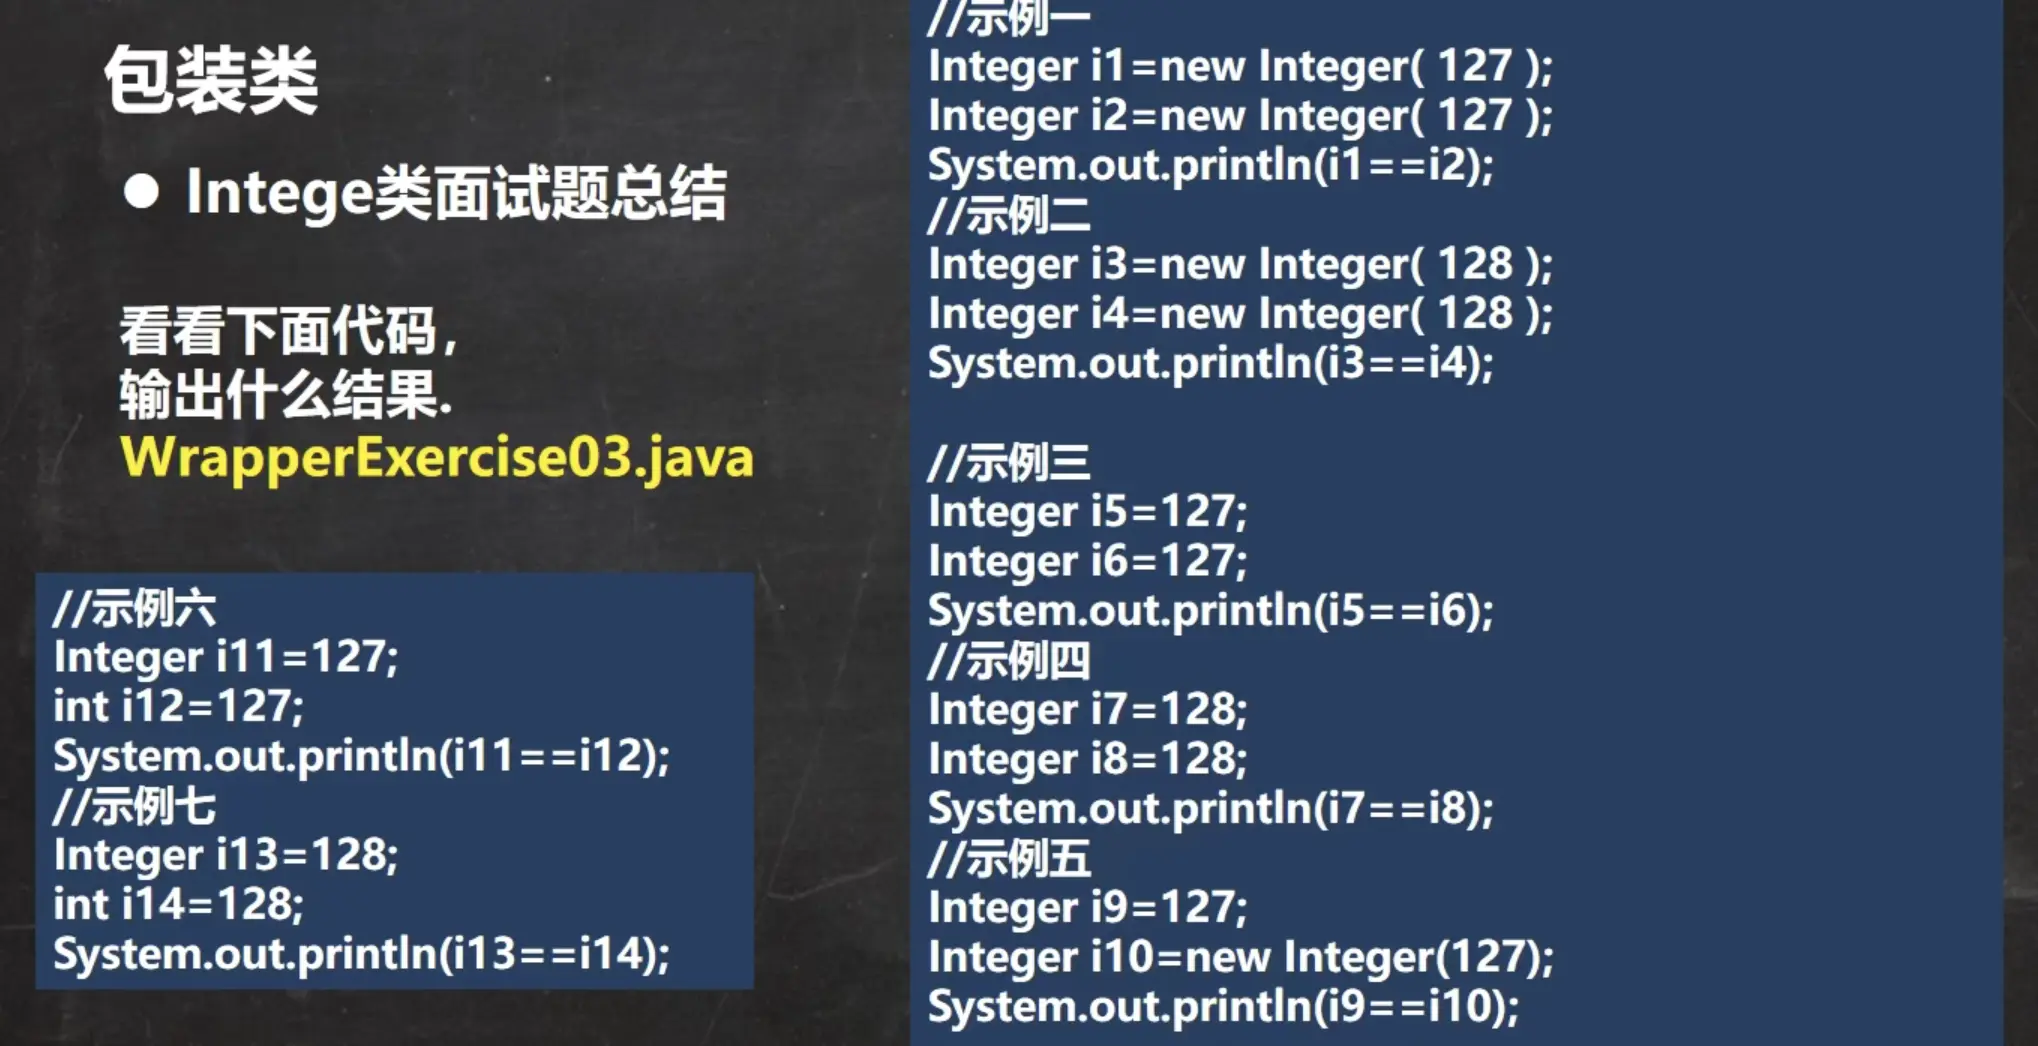 包装类
● Intege类面试题总结
看看下面代码，
输出什么结果.
WrapperExercise03.java
//示例一
Integer i1=new Integer( 127 );
Integer i2=new Integer( 127 );
System.out.println(i1==i2);
//示例二
Integer i3=new Integer( 128 );
Integer i4=new Integer( 128 );
System.out.println(i3==i4);
//示例三
Integer i5=127;
Integer i6=127;
System.out.println(i5==i6);
//示例四
Integer i7=128;
Integer i8=128;
System.out.println(i7==i8);
//示例五
Integer i9=127;
Integer i10=new Integer(127);
System.out.println(i9==i10);
//示例六
Integer i11=127;
int i12=127;
System.out.println(i11==i12);
//示例七
Integer i13=128;
int i14=128;
System.out.println(i13==i14);